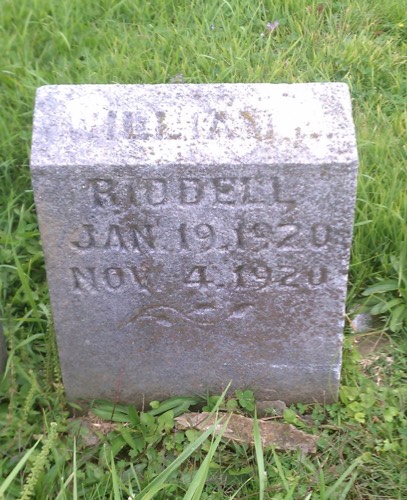 WILLIAM
RIDDELL
JAN. 19. 1920
NOV. 4. 1920